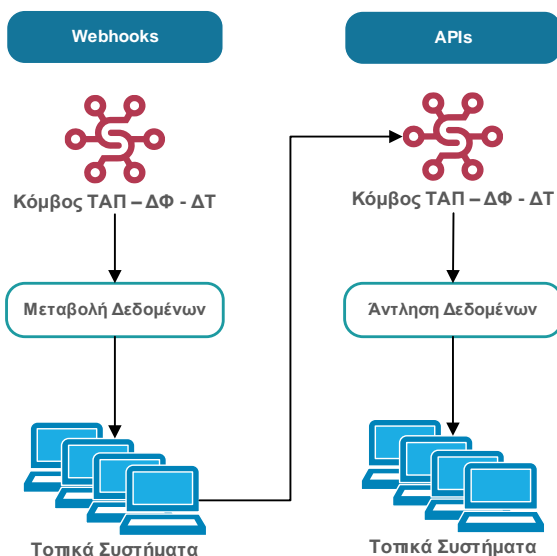 Webhooks
Κόμβος ΤΑΠ – ΔΦ - ΔΤ
Μεταβολή Δεδομένων
Τοπικά Συστήματα
APIs
Κόμβος ΤΑΠ – ΔΦ - ΔΤ
Άντληση Δεδομένων
Τοπικά Συστήματα